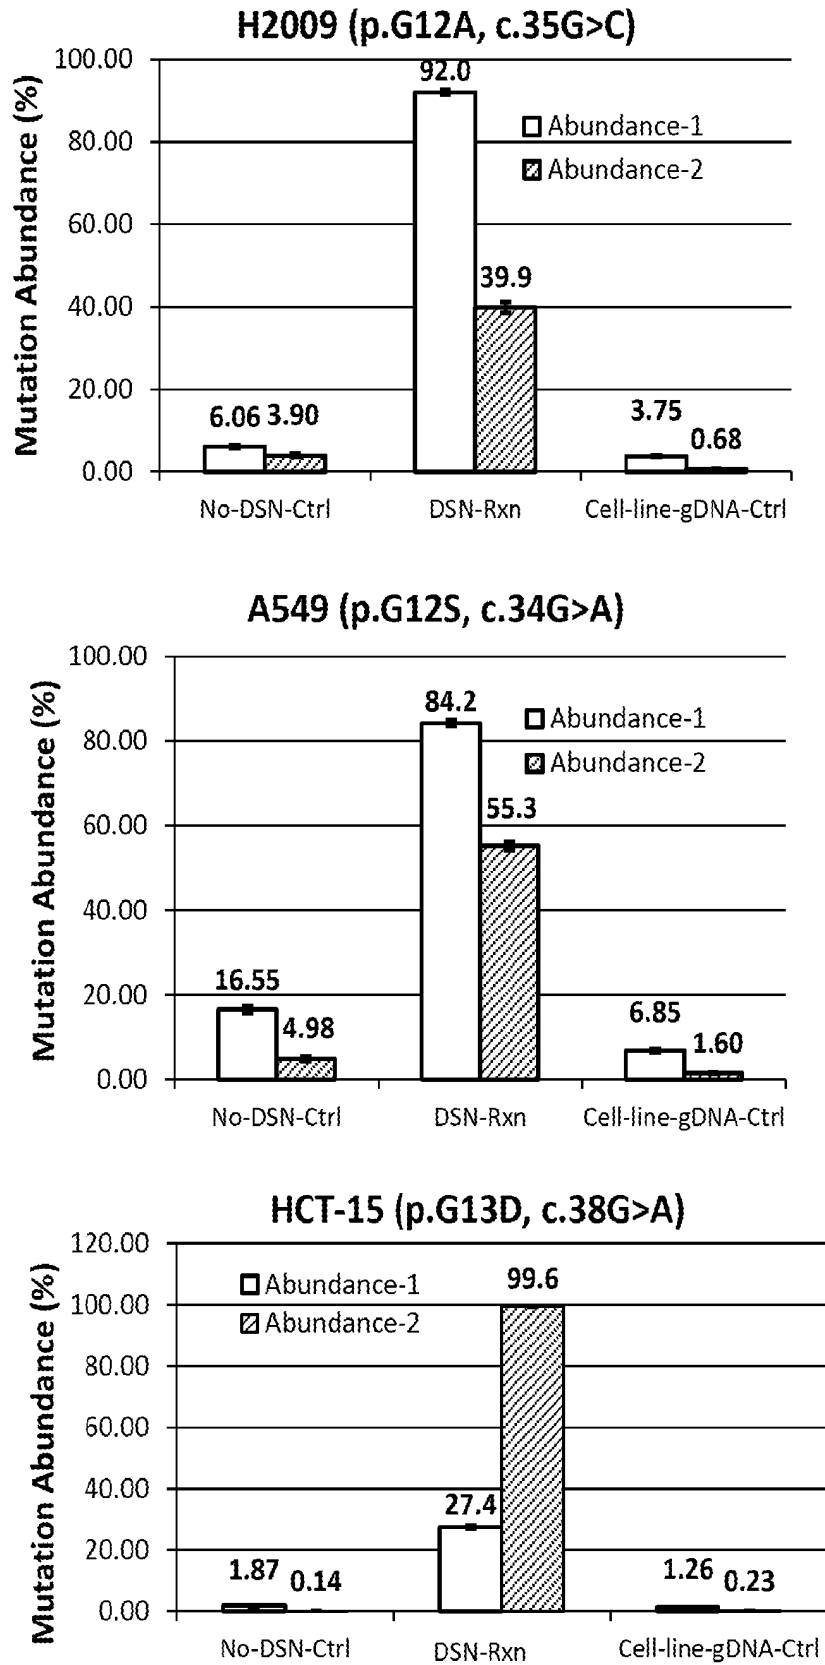 H2009 (p.G12A, c.35G>C)
Mutation Abundance (%)
100.00
80.00
60.00
40.00
20.00
0.00
Abundance-1
Abundance-2
6.06 3.90
92.0
39.9
3.75
0.68
No-DSN-Ctrl DSN-Rxn Cell-line-gDNA-Ctrl
A549 (p.G12S, c.34G>A)
Mutation Abundance (%)
100.00
80.00
60.00
40.00
20.00
0.00
Abundance-1
Abundance-2
16.55
4.98
84.2
55.3
6.85
1.60
No-DSN-Ctrl DSN-Rxn Cell-line-gDNA-Ctrl
HCT-15 (p.G13D, c.38G>A)
Mutation Abundance (%)
120.00
100.00
80.00
60.00
40.00
20.00
0.00
Abundance-1
Abundance-2
1.87
0.14
27.4
99.6
1.26
0.23
No-DSN-Ctrl DSN-Rxn Cell-line-gDNA-Ctrl